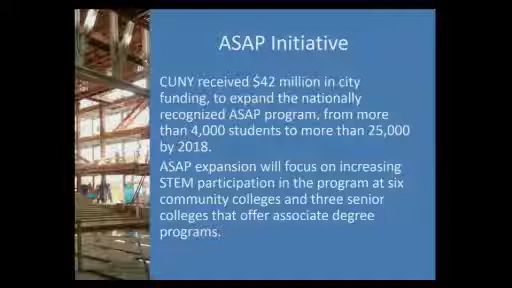 ASAP Initiative
CUNY received $42 million in city
funding, to expand the nationally
recognized ASAP program, from more
than 4,000 students to more than 25,000
by 2018.
ASAP expansion will focus on increasing
STEM participation in the program at six
community colleges and three senior
colleges that offer associate degree
programs.